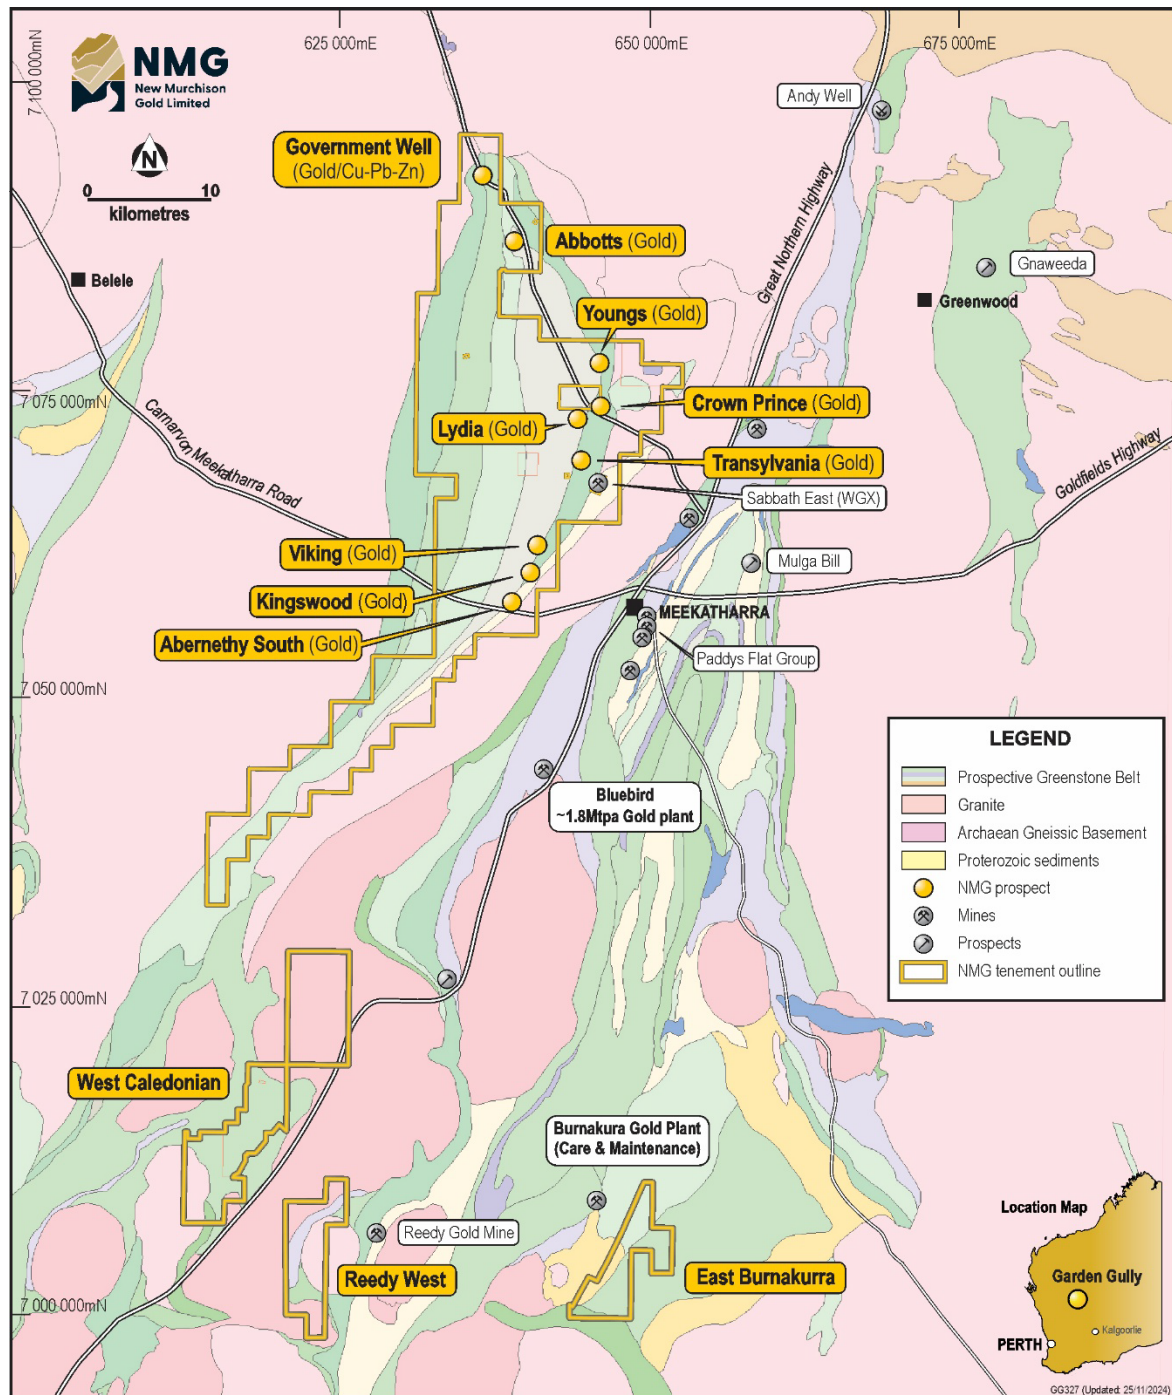 625 000mE
650 000mE
675 000mE
7 100 000mN
NMG
New Murchison
Gold Limited
N
0 10
kilometres
Andy Well
Government Well
(Gold/Cu-Pb-Zn)
Great Northern Highway
Abbotts (Gold)
Gnaweeda
Belele
Greenwood
Youngs (Gold)
7 075 000mN
Crown Prince (Gold)
Carnarvon Meekatharra Road
Lydia (Gold)
Transylvania (Gold)
Goldfields Highway
Sabbath East (WGX)
Viking (Gold)
Mulga Bill
Kingswood (Gold)
MEEKATHARRA
Abernethy South (Gold)
Paddys Flat Group
7 050 000mN
LEGEND
Prospective Greenstone Belt
Granite
Archaean Gneissic Basement
Proterozoic sediments
NMG prospect
Mines
Prospects
NMG tenement outline
Bluebird
~1.8Mtpa Gold plant
7 025 000mN
West Caledonian
Burnakura Gold Plant
(Care & Maintenance)
Reedy Gold Mine
Reedy West
East Burnakurra
7 000 000mN
Location Map
Garden Gully
Kalgoorlie
PERTH
GG327 (Updated: 25/11/2024)